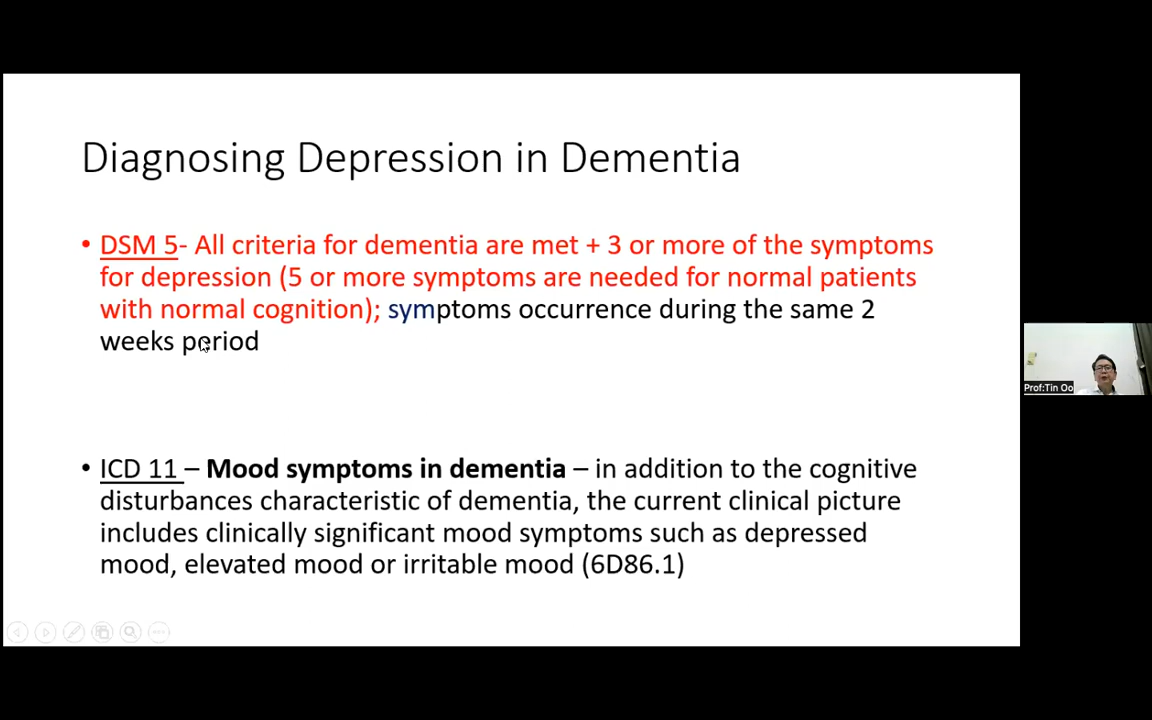 Diagnosing Depression in Dementia
• DSM 5- All criteria for dementia are met + 3 or more of the symptoms
for depression (5 or more symptoms are needed for normal patients
with normal cognition); symptoms occurrence during the same 2
weeks period
Prof:Tin Oo
• ICD 11 – Mood symptoms in dementia – in addition to the cognitive
disturbances characteristic of dementia, the current clinical picture
includes clinically significant mood symptoms such as depressed
mood, elevated mood or irritable mood (6D86.1)